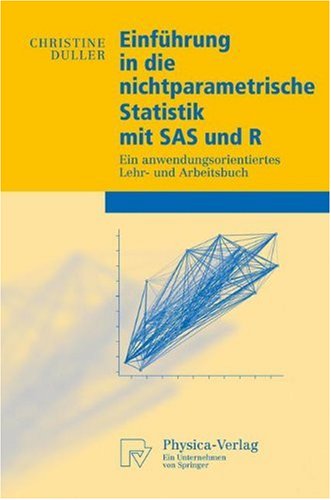 CHRISTINE
DULLER
Einführung
in die
nichtparametrische
Statistik
mit SAS und R
Ein anwendungsorientiertes
Lehr- und Arbeitsbuch
Physica-Verlag
Ein Unternehmen
von Springer